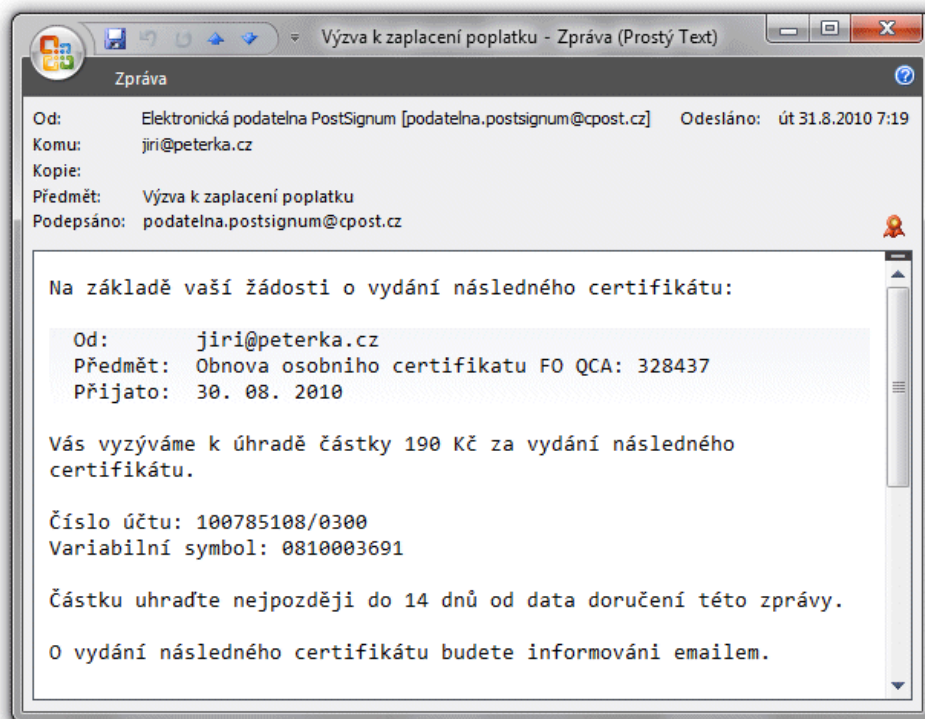 Výzva k zaplacení poplatku - Zpráva (Prostý Text)
Zpráva
Od: Elektronická podatelna PostSignum [podatelna.postsignum@cpost.cz] Odesláno: út 31.8.2010 7:19
Komu: jiri@peterka.cz
Kopie:
Předmět: Výzva k zaplacení poplatku
Podepsáno: podatelna.postsignum@cpost.cz
Na základě vaší žádosti o vydání následného certifikátu:
Od: jiri@peterka.cz
Předmět: Obnova osobniho certifikatu FO QCA: 328437
Přijato: 30. 08. 2010
Vás vyzýváme k úhradě částky 190 Kč za vydání následného
certifikátu.
Číslo účtu: 100785108/0300
Variabilní symbol: 0810003691
Částku uhraďte nejpozději do 14 dnů od data doručení této zprávy.
O vydání následného certifikátu budete informováni emailem.